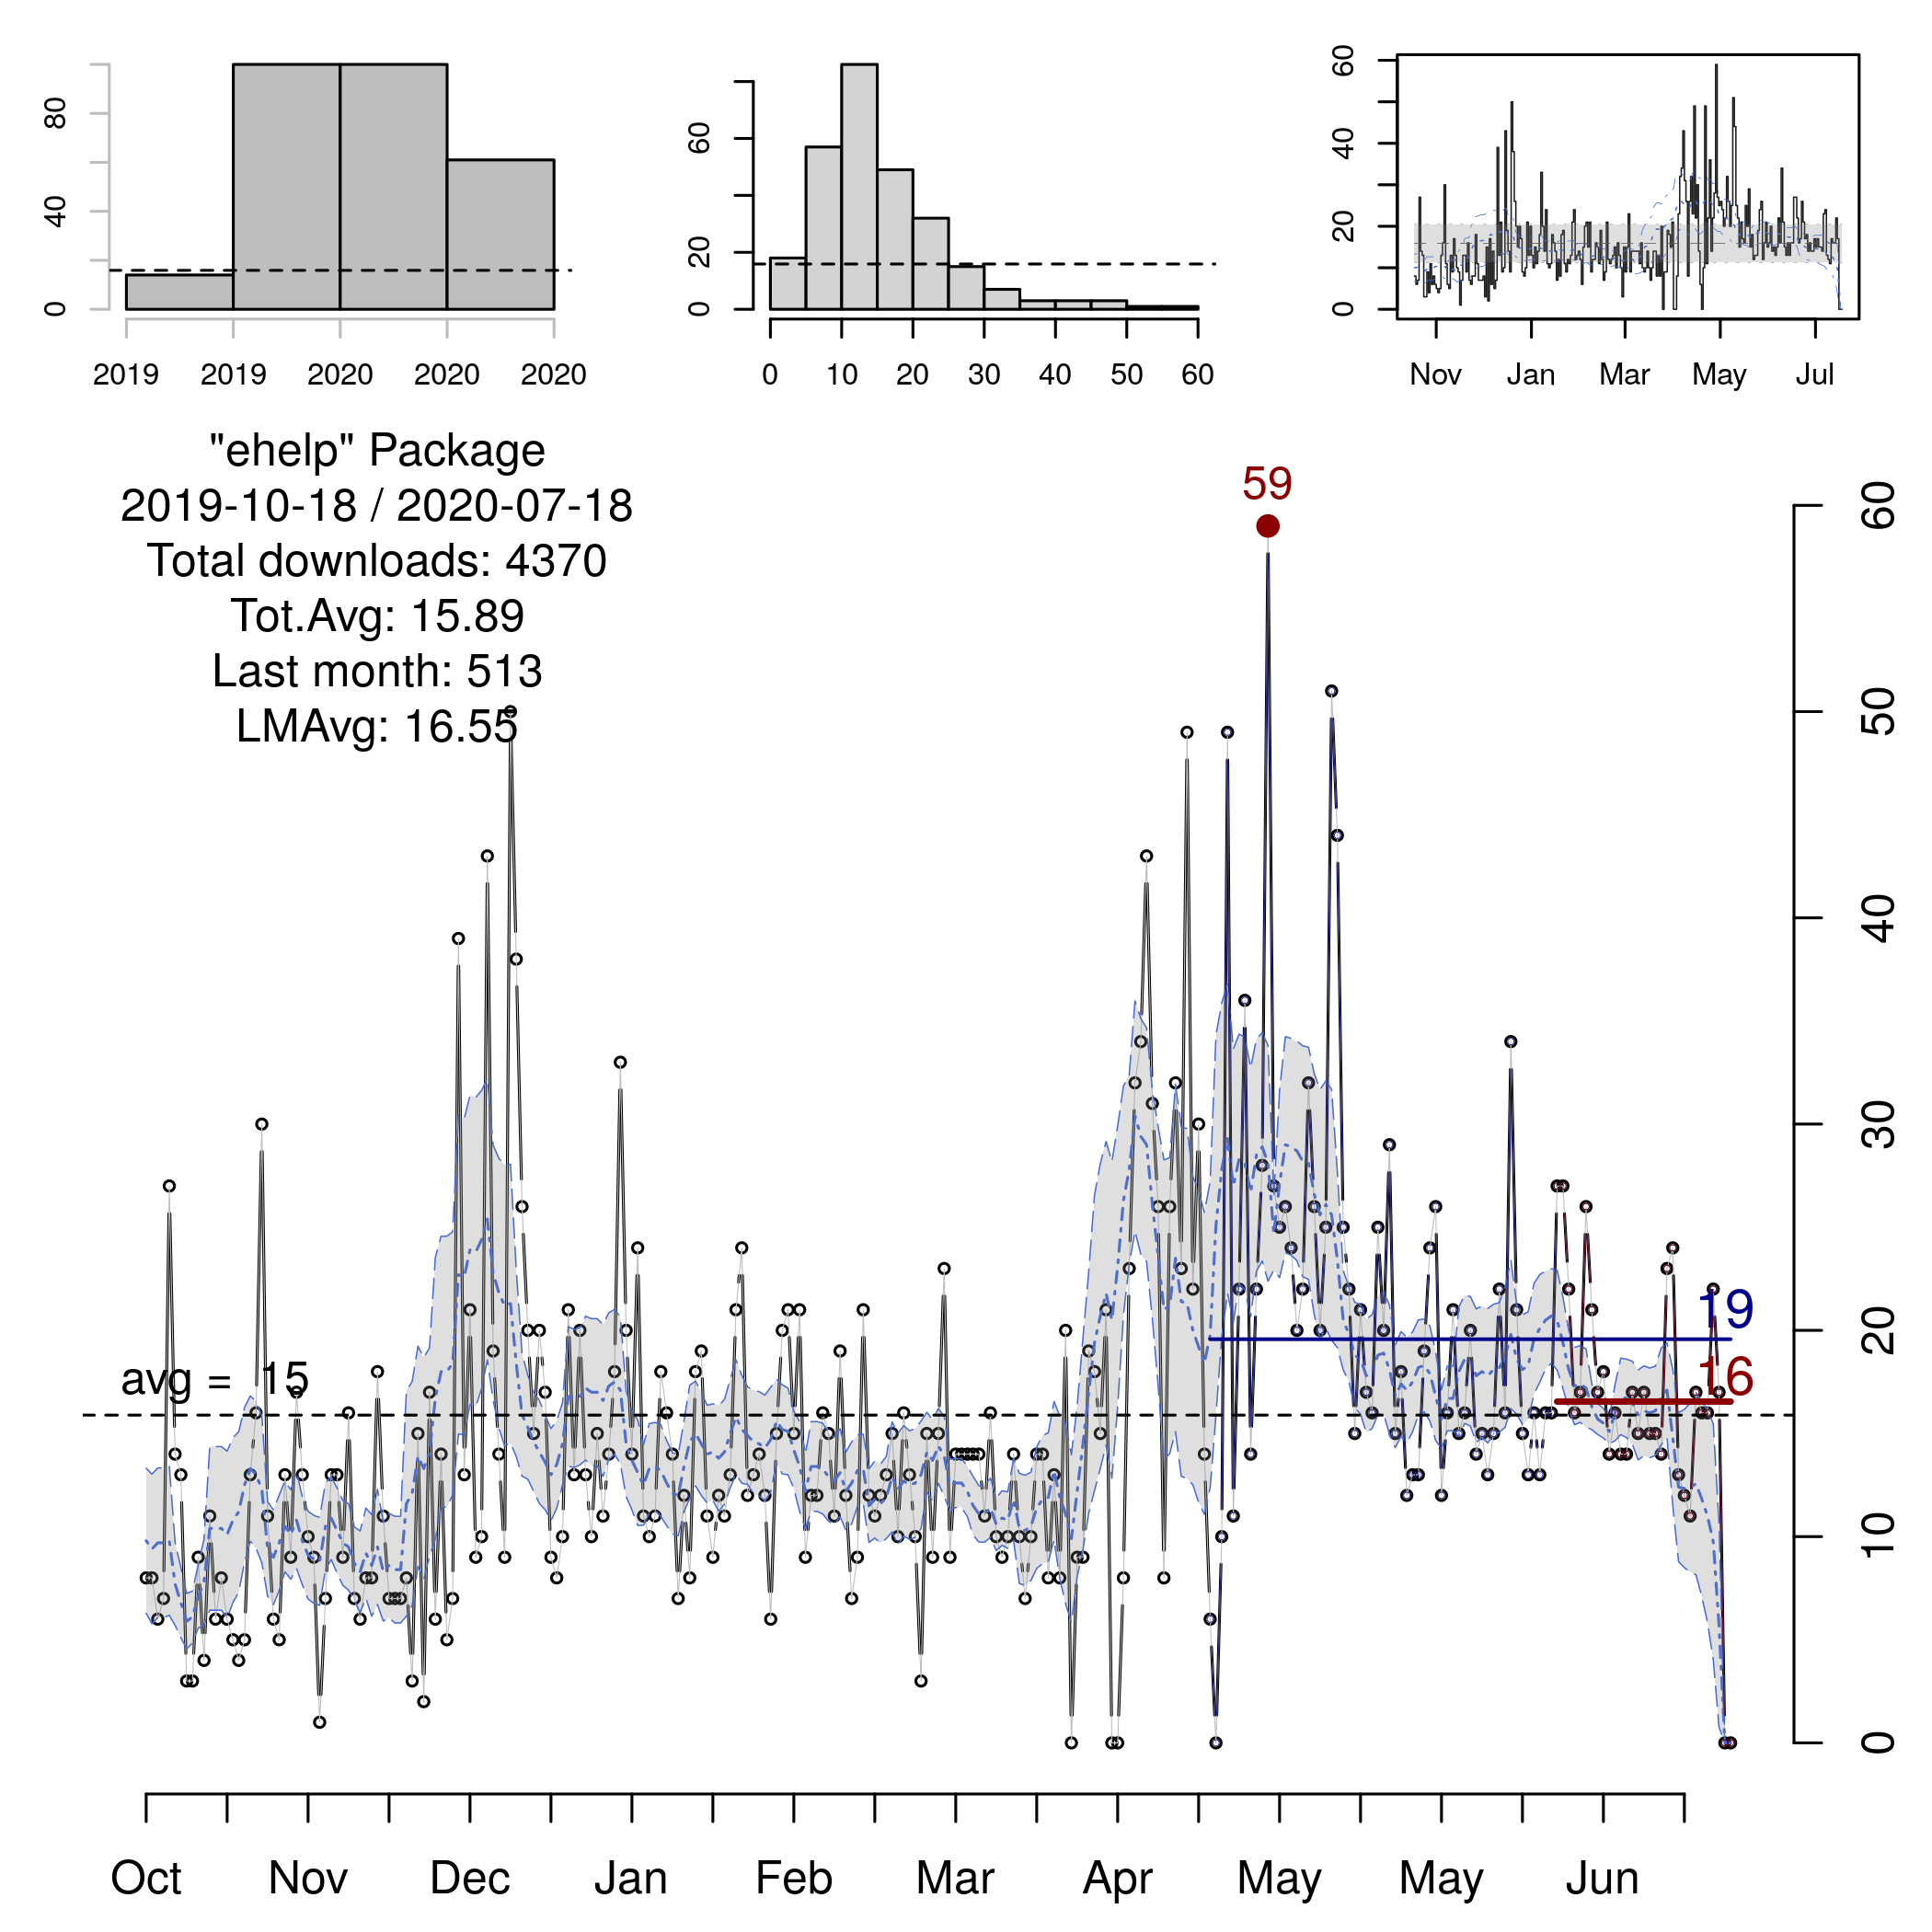 80
40
0
2019 2019 2020 2020 2020
60
20
0
0 10 20 30 40 50 60
60
40
20
0
Nov Jan Mar May Jul
"ehelp" Package
2019-10-18 / 2020-07-18
Total downloads: 4370
Tot.Avg: 15.89
Last month: 513
LMAvg: 16.55
59
avg = 15
19
16
60
50
40
30
20
10
0
Oct Nov Dec Jan Feb Mar Apr May May Jun